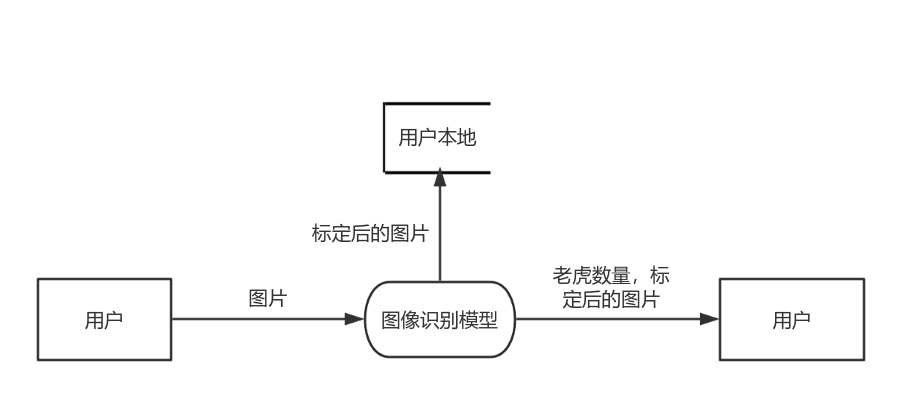 用户本地
标定后的图片
老虎数量，标
定后的图片
图片
用户
图像识别模型
用户